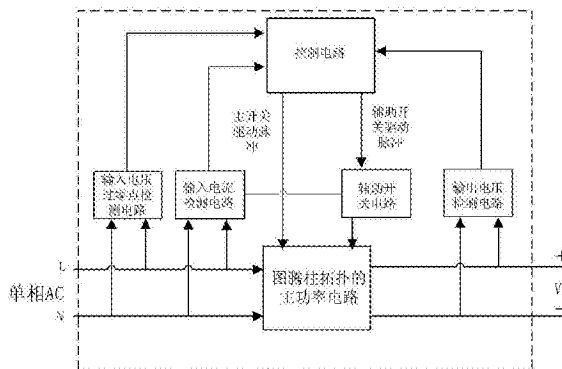 控制电路
主开关
驱动脉
冲
辅助开
关驱动
脉冲
输入电压
过零点检
测电路
输入电流
检测电路
辅助开
关电路
输出电压
检测电路
L
单相AC
N
图腾柱拓扑的
主功率电路
+
V
−